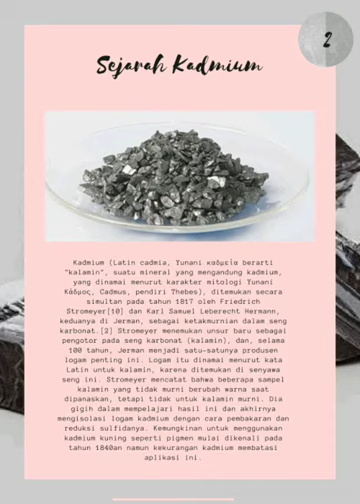 2
Sejarah Kadmium
Kadmium (Latin cadmia, Yunani καδμεία berarti
"kalamin", suatu mineral yang mengandung kadmium,
yang dinamai menurut karakter mitologi Yunani
Κάδμος, Cadmus, pendiri Thebes), ditemukan secara
simultan pada tahun 1817 oleh Friedrich
Stromeyer[10] dan Karl Samuel Leberecht Hermann,
keduanya di Jerman, sebagai ketakmurnian dalam seng
karbonat.[2] Stromeyer menemukan unsur baru sebagai
pengotor pada seng karbonat (kalamin), dan, selama
100 tahun, Jerman menjadi satu-satunya produsen
logam penting ini. Logam itu dinamai menurut kata
Latin untuk kalamin, karena ditemukan di senyawa
seng ini. Stromeyer mencatat bahwa beberapa sampel
kalamin yang tidak murni berubah warna saat
dipanaskan, tetapi tidak untuk kalamin murni. Dia
gigih dalam mempelajari hasil ini dan akhirnya
mengisolasi logam kadmium dengan cara pembakaran dan
reduksi sulfidanya. Kemungkinan untuk menggunakan
kadmium kuning seperti pigmen mulai dikenali pada
tahun 1840an namun kekurangan kadmium membatasi
aplikasi ini.